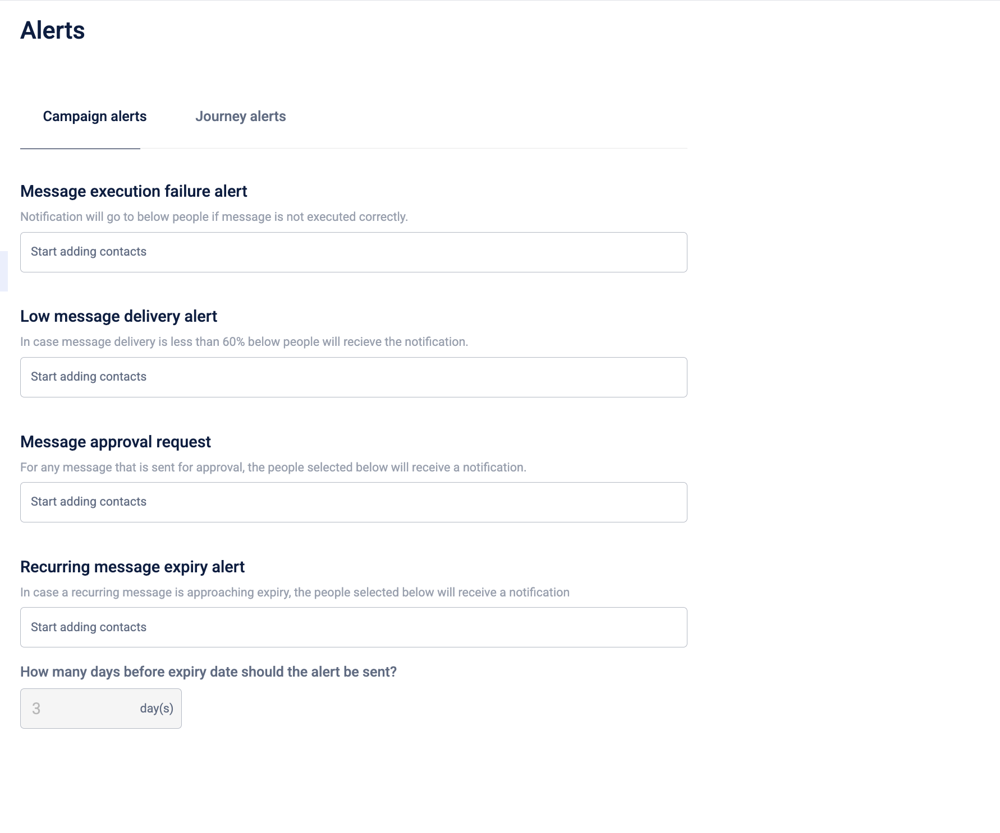 Alerts
Campaign alerts
Journey alerts
Message execution failure alert
Notification will go to below people if message is not executed correctly.
Start adding contacts
Low message delivery alert
In case message delivery is less than 60% below people will recieve the notification.
Start adding contacts
Message approval request
For any message that is sent for approval, the people selected below will receive a notification.
Start adding contacts
Recurring message expiry alert
In case a recurring message is approaching expiry, the people selected below will receive a notification
Start adding contacts
How many days before expiry date should the alert be sent?
3 day(s)